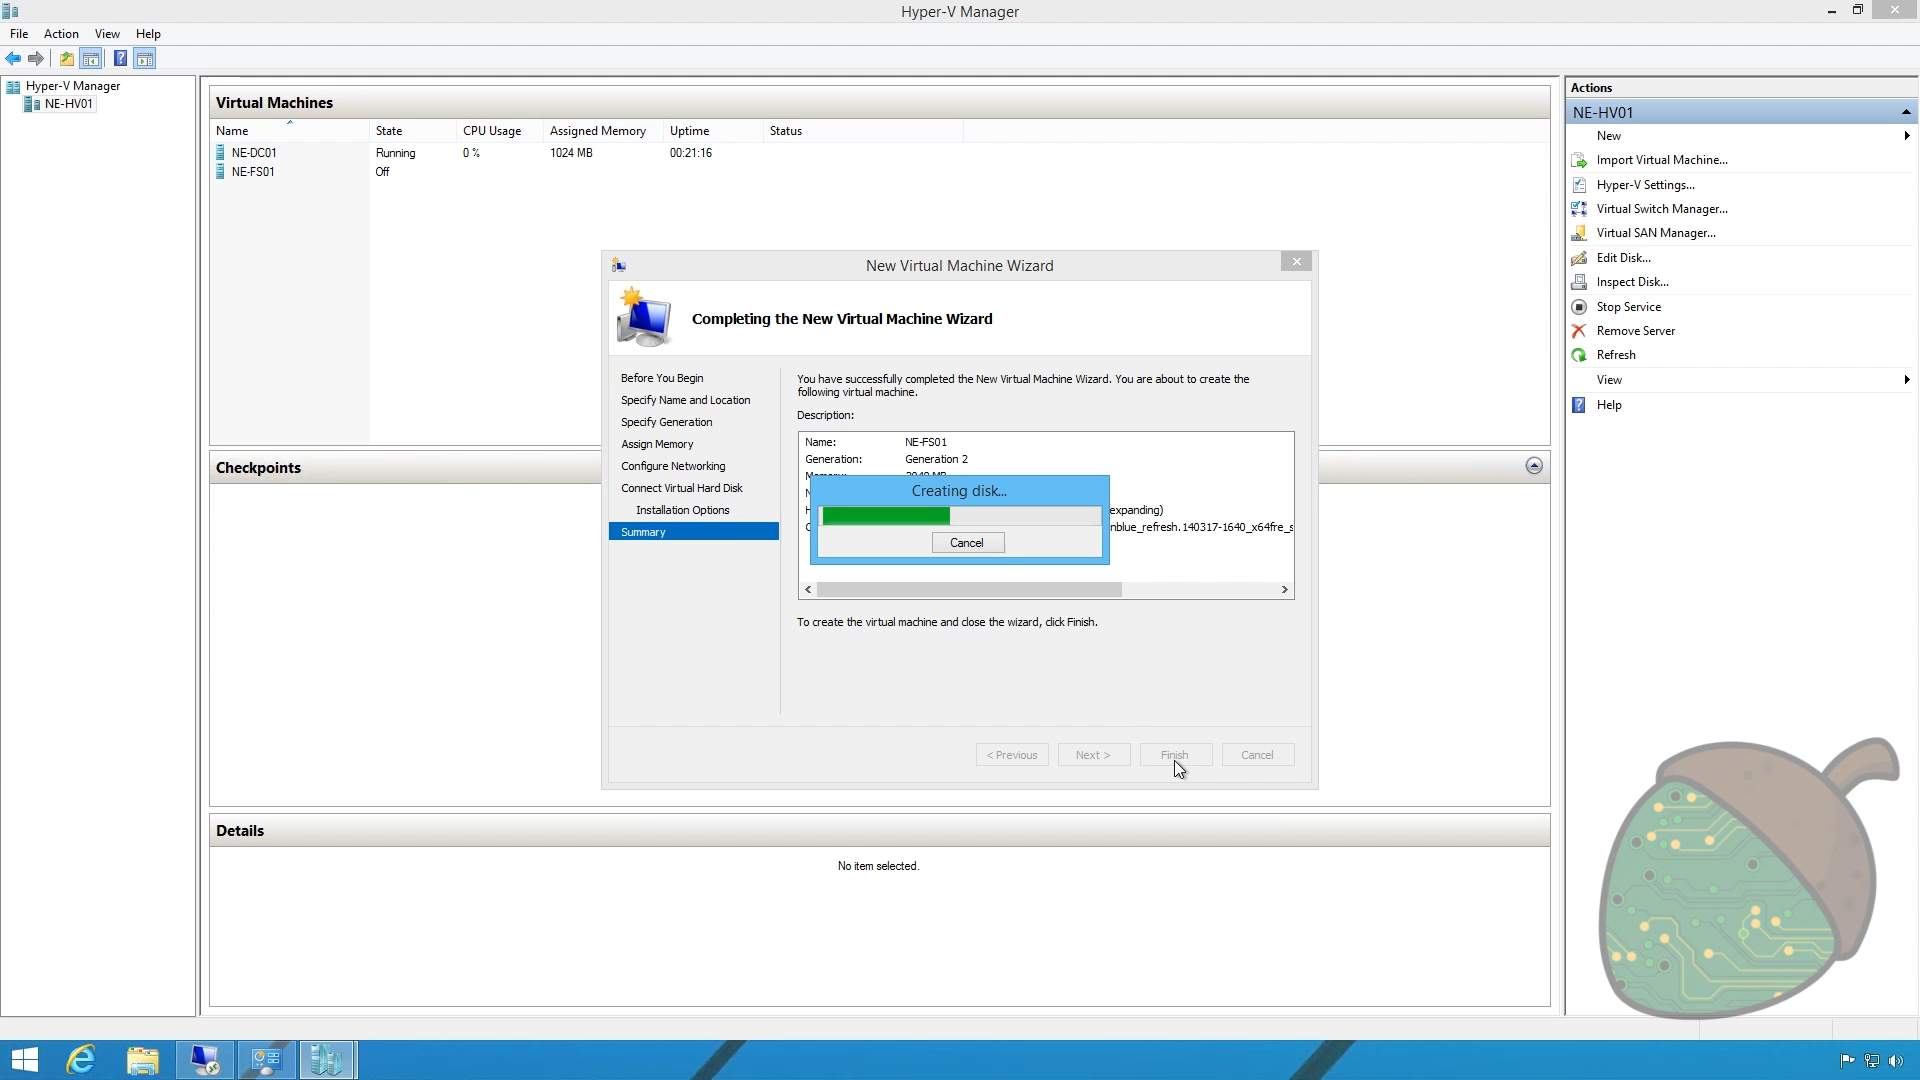 Hyper-V Manager
File Action View Help
Hyper-V Manager
NE-HV01
Virtual Machines
Name State CPU Usage Assigned Memory Uptime Status
NE-DC01 Running 0 % 1024 MB 00:21:16
NE-FS01 Off
New Virtual Machine Wizard
Completing the New Virtual Machine Wizard
Before You Begin
Specify Name and Location
Specify Generation
Assign Memory
Configure Networking
Connect Virtual Hard Disk
Installation Options
Summary
You have successfully completed the New Virtual Machine Wizard. You are about to create the
following virtual machine.
Description:
Name: NE-FS01
Generation: Generation 2
Creating disk...
Cancel
expanding)
nblue_refresh.140317-1640_x64fre_s
To create the virtual machine and close the wizard, click Finish.
< Previous Next > Finish Cancel
Checkpoints
Details
No item selected.
Actions
NE-HV01
New
Import Virtual Machine...
Hyper-V Settings...
Virtual Switch Manager...
Virtual SAN Manager...
Edit Disk...
Inspect Disk...
Stop Service
Remove Server
Refresh
View
Help